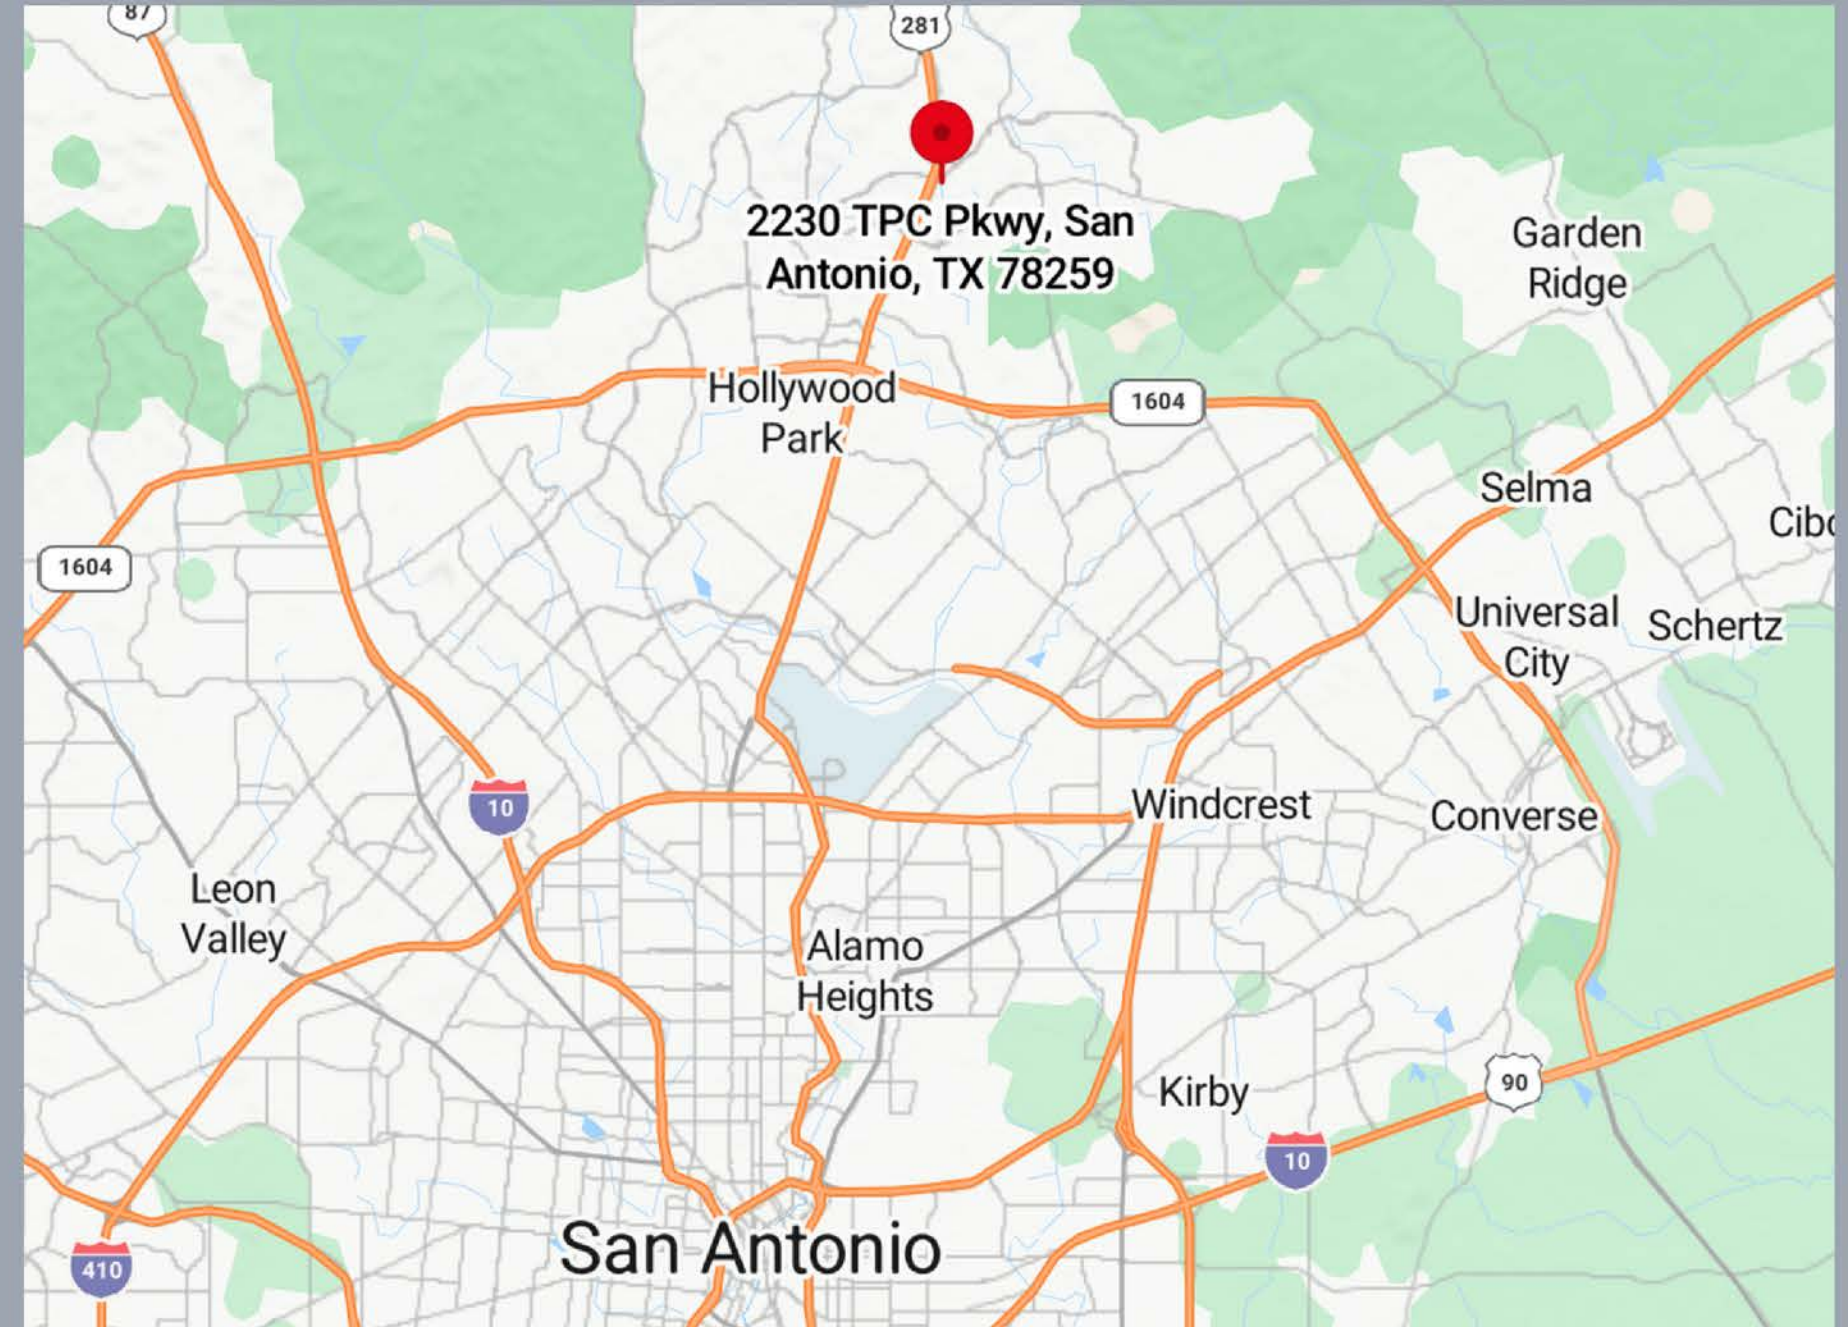 87
281
2230 TPC Pkwy, San
Antonio, TX 78259
Garden
Ridge
Hollywood
Park
1604
Selma
Cibo
1604
Universal
City
Schertz
10
Windcrest
Converse
Leon
Valley
Alamo
Heights
Kirby
90
10
San Antonio
410